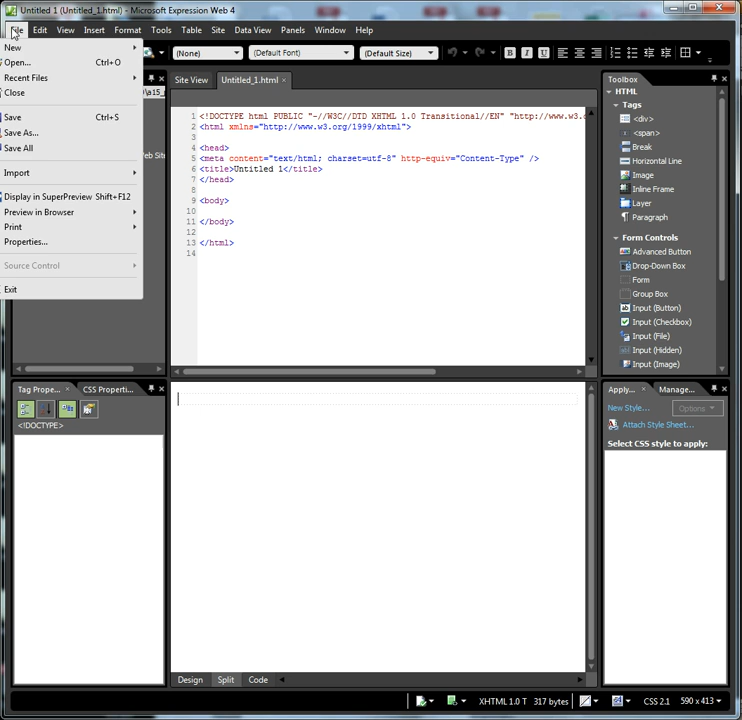 Untitled 1 (Untitled_1.html) - Microsoft Expression Web 4
File Edit View Insert Format Tools Table Site Data View Panels Window Help
(None) (Default Font) (Default Size) B I U
New
Open... Ctrl+O
Recent Files
Close
Save Ctrl+S
Save As...
Save All
Import
Display in SuperPreview Shift+F12
Preview in Browser
Print
Properties...
Source Control
Exit
Site View Untitled_1.html ×
1 <!DOCTYPE html PUBLIC "-//W3C//DTD XHTML 1.0 Transitional//EN" "http://www.w3.o
2 <html xmlns="http://www.w3.org/1999/xhtml">
3
4 <head>
5 <meta content="text/html; charset=utf-8" http-equiv="Content-Type" />
6 <title>Untitled 1</title>
7 </head>
8
9 <body>
10
11 </body>
12
13 </html>
14
Toolbox
HTML
Tags
<div>
<span>
Break
Horizontal Line
Image
Inline Frame
Layer
Paragraph
Form Controls
Advanced Button
Drop-Down Box
Form
Group Box
Input (Button)
Input (Checkbox)
Input (File)
Input (Hidden)
Input (Image)
Tag Prope... × CSS Properti...
<!DOCTYPE>
Design Split Code
Apply... × Manage...
New Style... Options
Attach Style Sheet...
Select CSS style to apply:
XHTML 1.0 T 317 bytes CSS 2.1 590 x 413